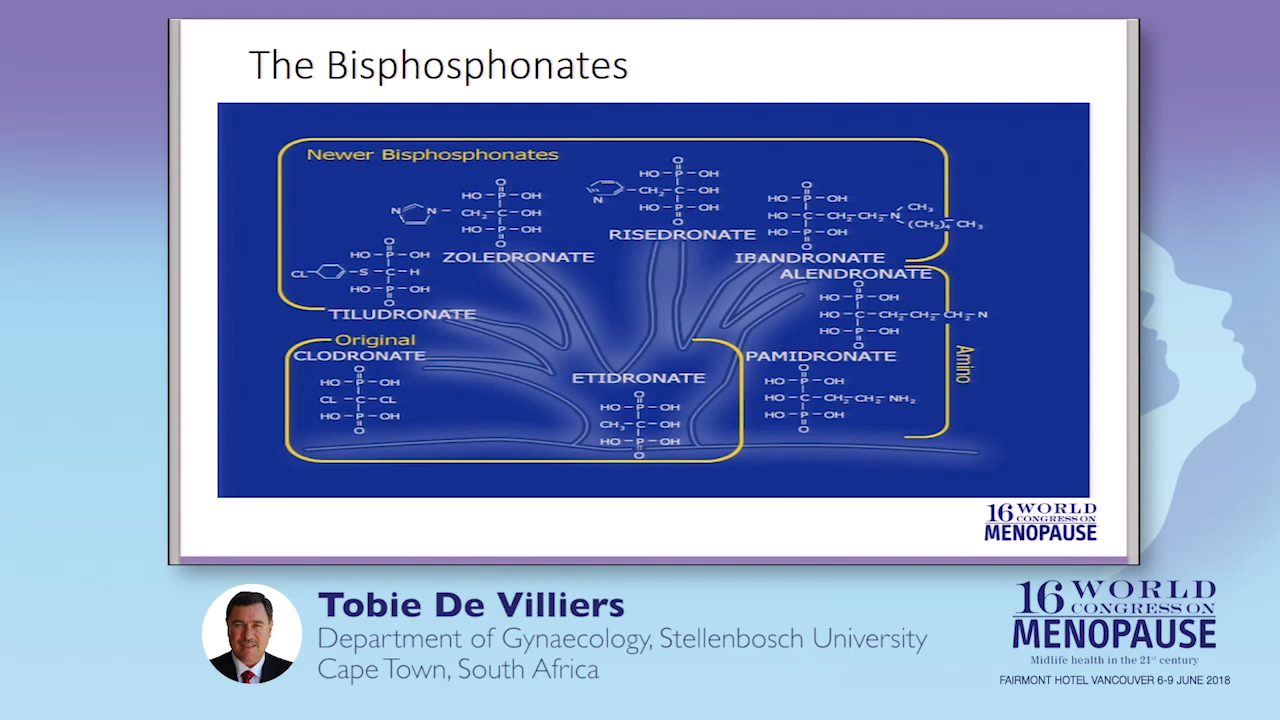 The Bisphosphonates
Newer Bisphosphonates
O
HO – P – OH
N N – CH₂ – C – OH
HO – P – OH
O
ZOLEDRONATE
O
HO – P – OH
N – CH₂ – C – OH
HO – P – OH
O
RISEDRONATE
O
HO – P – OH
HO – C – CH₂ – CH₂ – N
CH₃
(CH₂)₄ CH₃
HO – P – OH
O
IBANDRONATE
O
HO – P – OH
CL – S – C – H
HO – P – OH
O
TILUDRONATE
ALENDRONATE
O
HO – P – OH
HO – C – CH₂ – CH₂ – CH₂ – N
HO – P – OH
O
Original
CLODRONATE
O
HO – P – OH
CL – C – CL
HO – P – OH
O
ETIDRONATE
O
HO – P – OH
CH₃ – C – OH
HO – P – OH
O
PAMIDRONATE
O
HO – P – OH
HO – C – CH₂ – CH₂ – NH₂
HO – P – OH
O
Amino
16 WORLD
CONGRESS ON
MENOPAUSE
Tobie De Villiers
Department of Gynaecology, Stellenbosch University
Cape Town, South Africa
16 WORLD
CONGRESS ON
MENOPAUSE
Midlife health in the 21st century
FAIRMONT HOTEL VANCOUVER 6-9 JUNE 2018